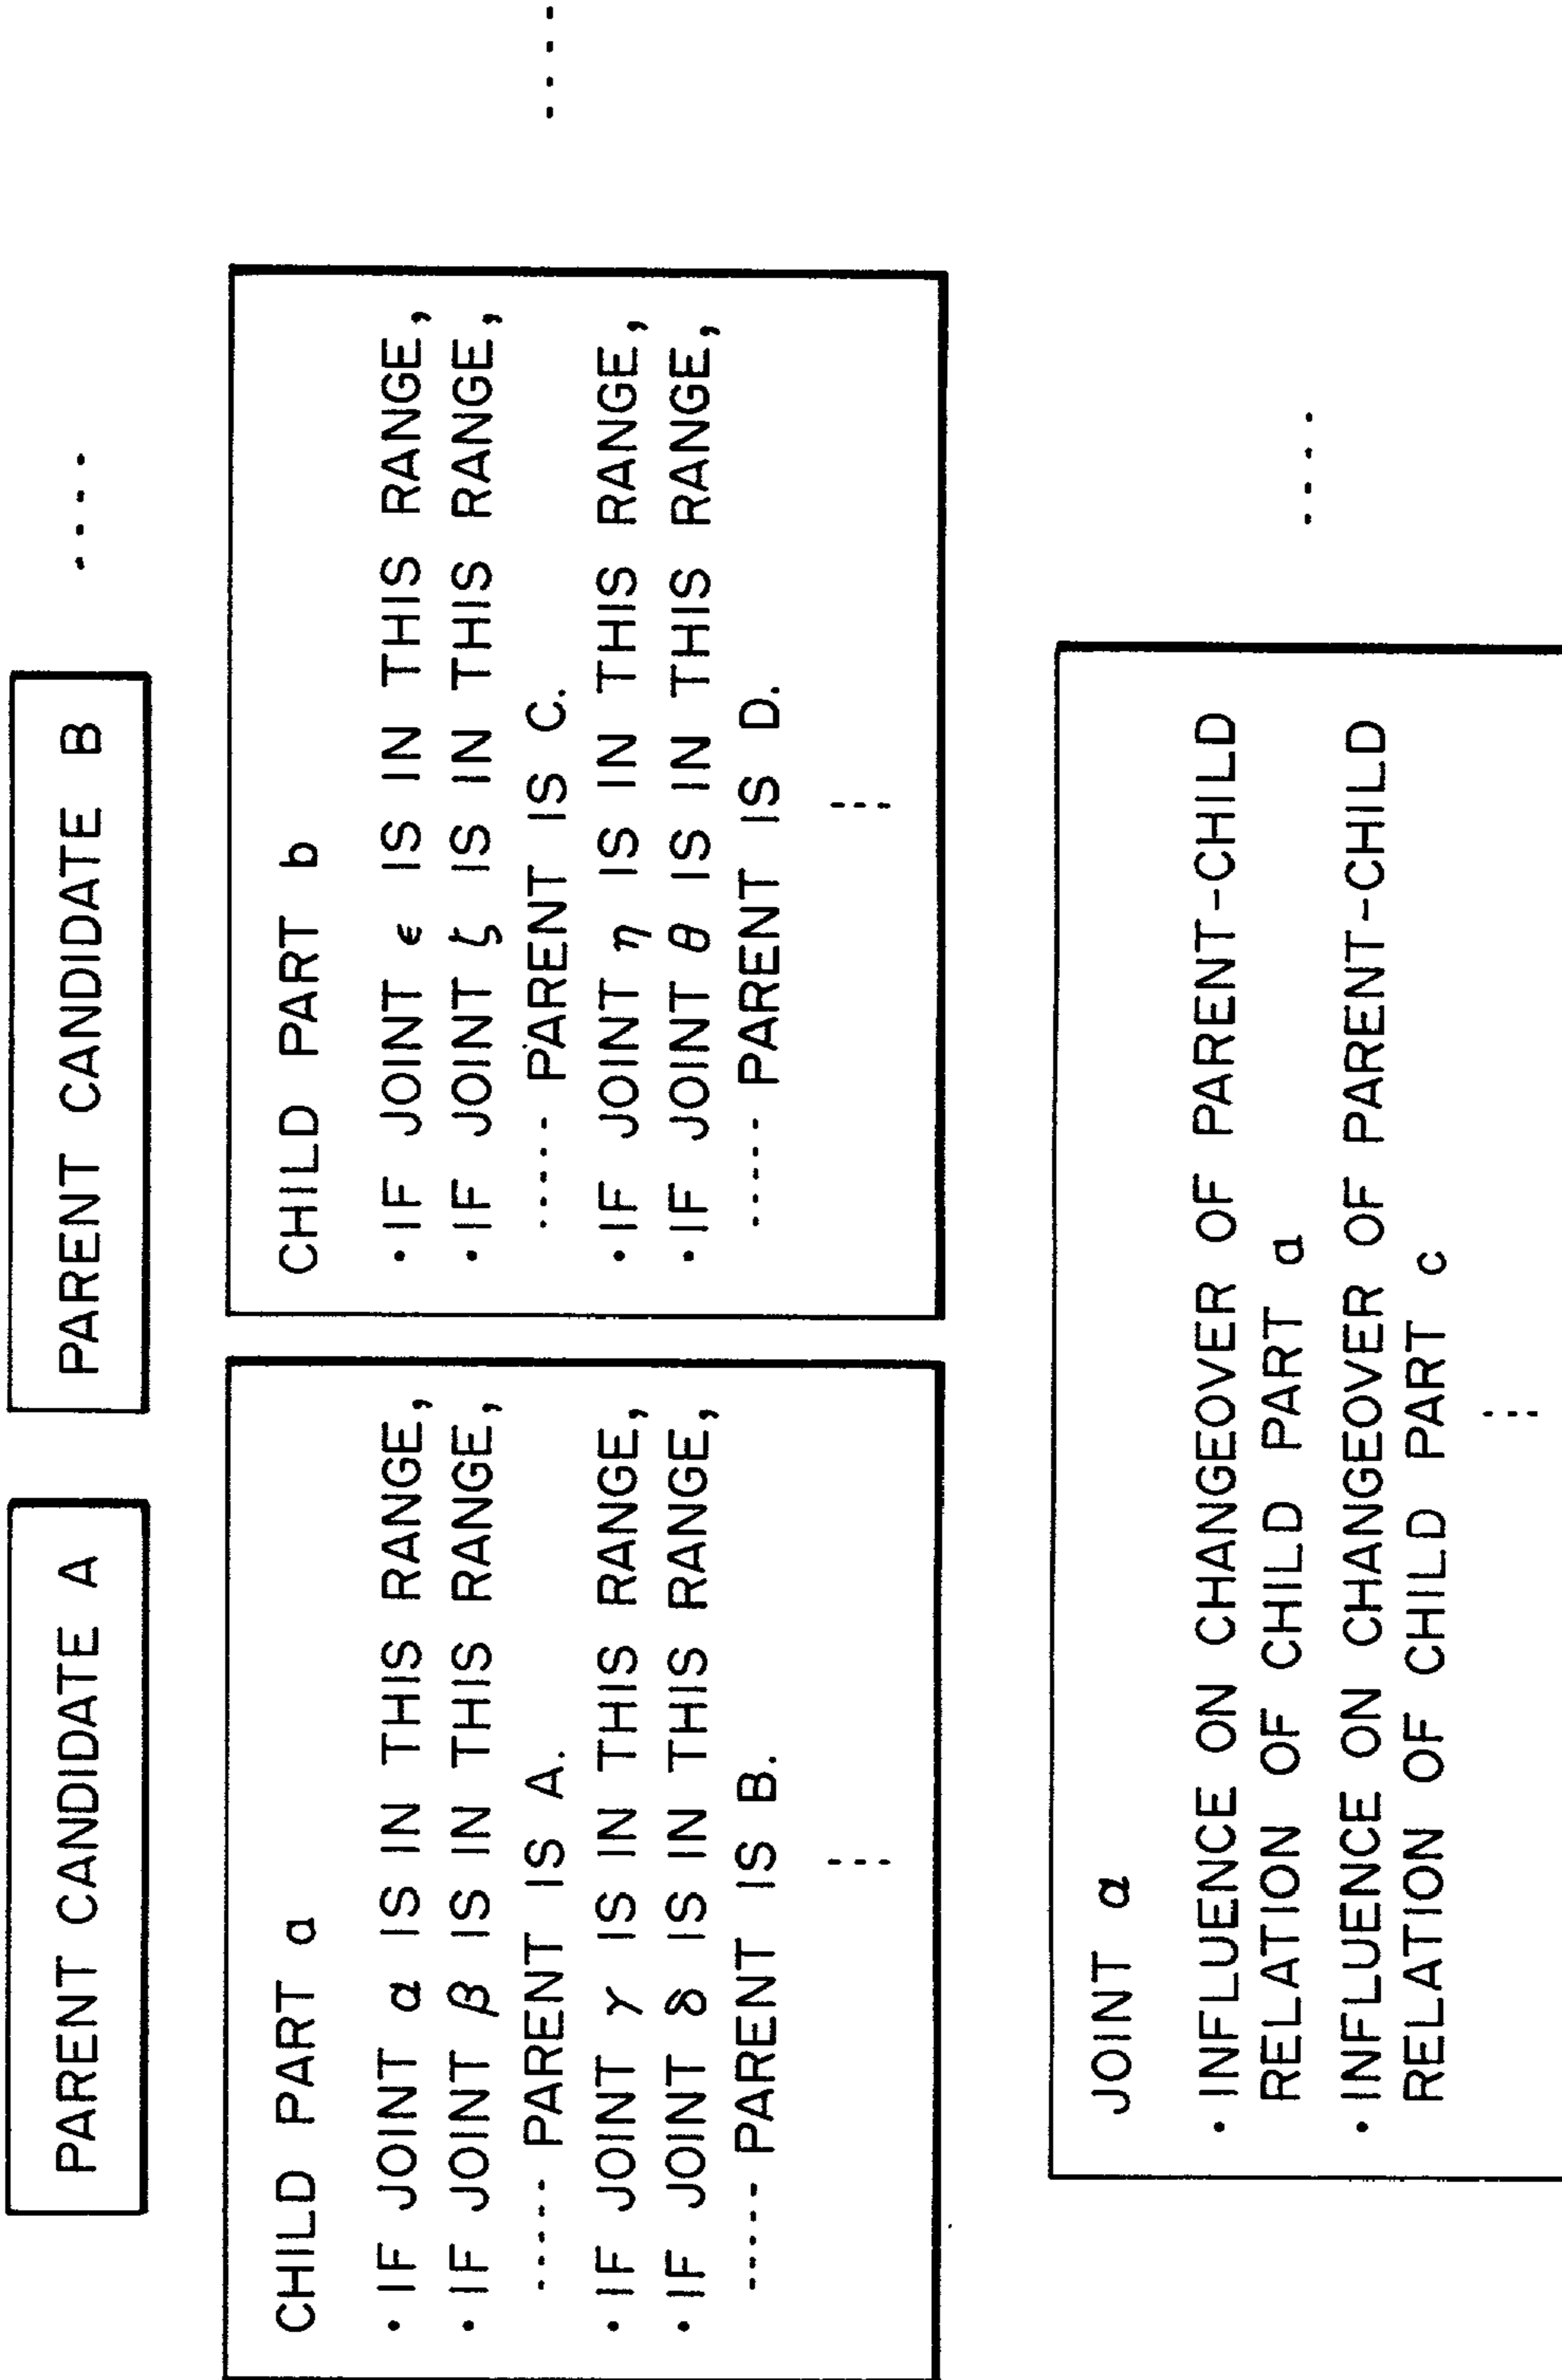 PARENT CANDIDATE A
PARENT CANDIDATE B
....
CHILD PART a
• IF JOINT α IS IN THIS RANGE,
• IF JOINT β IS IN THIS RANGE,
..... PARENT IS A.
• IF JOINT γ IS IN THIS RANGE,
• IF JOINT δ IS IN THIS RANGE,
..... PARENT IS B.
⋮
CHILD PART b
• IF JOINT ε IS IN THIS RANGE,
• IF JOINT ζ IS IN THIS RANGE,
..... PARENT IS C.
• IF JOINT η IS IN THIS RANGE,
• IF JOINT θ IS IN THIS RANGE,
..... PARENT IS D.
⋮
....
JOINT α
• INFLUENCE ON CHANGEOVER OF PARENT-CHILD
RELATION OF CHILD PART a
• INFLUENCE ON CHANGEOVER OF PARENT-CHILD
RELATION OF CHILD PART c
⋮
....